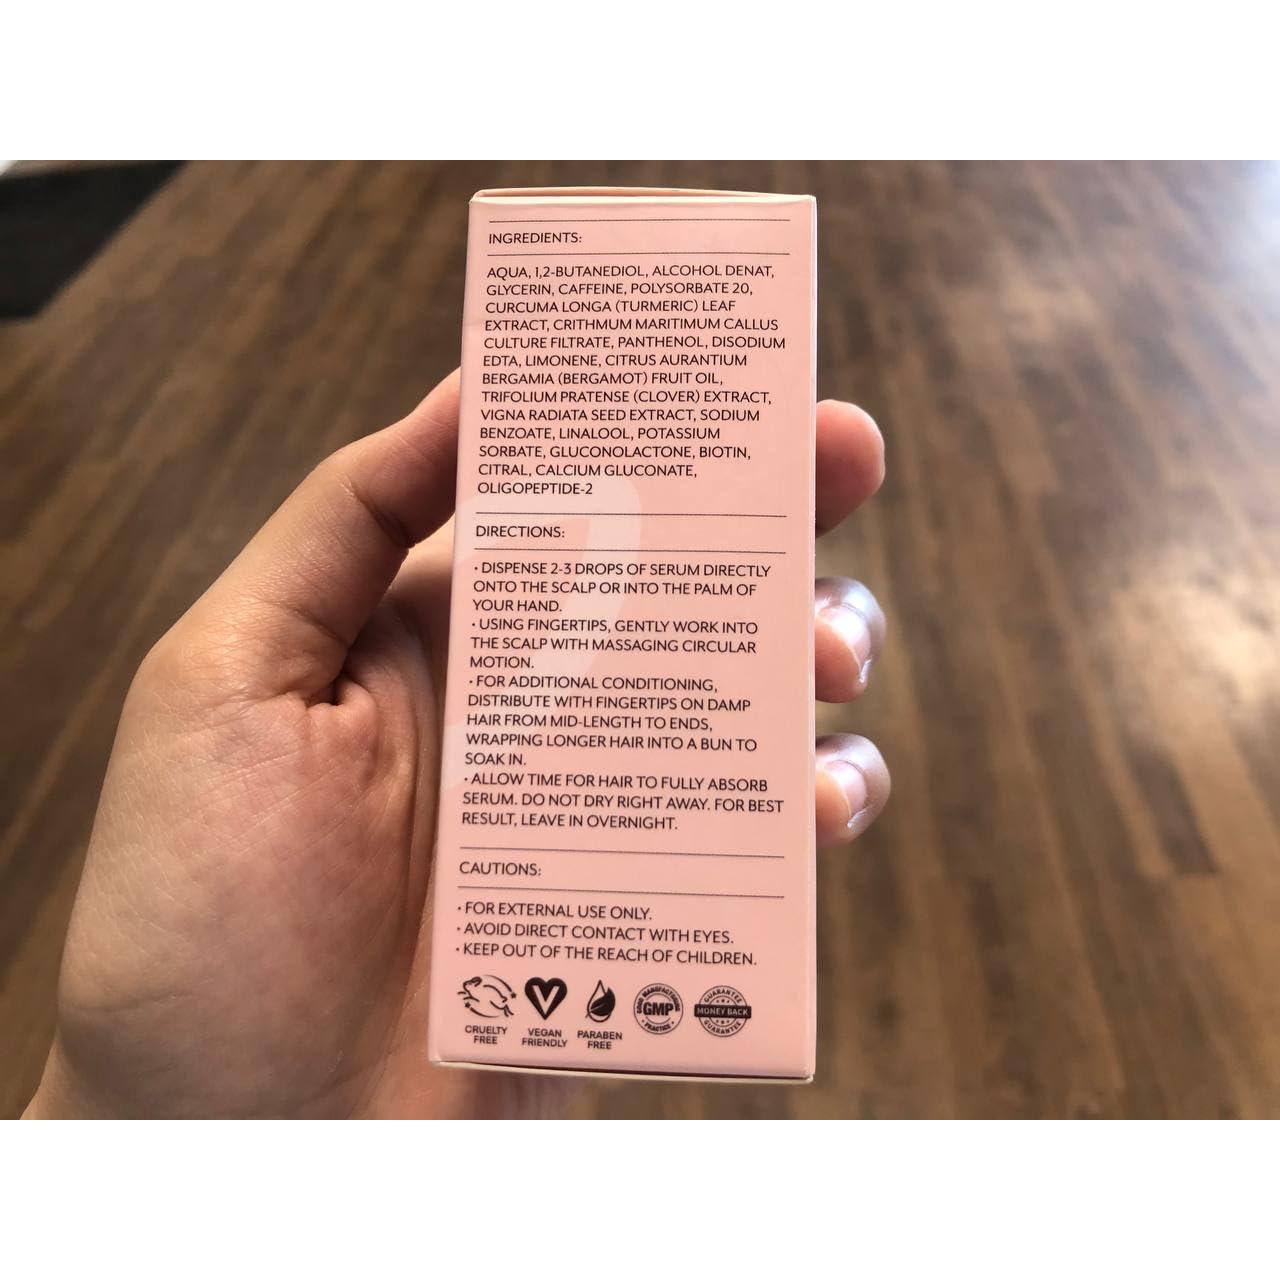 INGREDIENTS:
AQUA, 1,2-BUTANEDIOL, ALCOHOL DENAT,
GLYCERIN, CAFFEINE, POLYSORBATE 20,
CURCUMA LONGA (TURMERIC) LEAF
EXTRACT, CRITHMUM MARITIMUM CALLUS
CULTURE FILTRATE, PANTHENOL, DISODIUM
EDTA, LIMONENE, CITRUS AURANTIUM
BERGAMIA (BERGAMOT) FRUIT OIL,
TRIFOLIUM PRATENSE (CLOVER) EXTRACT,
VIGNA RADIATA SEED EXTRACT, SODIUM
BENZOATE, LINALOOL, POTASSIUM
SORBATE, GLUCONOLACTONE, BIOTIN,
CITRAL, CALCIUM GLUCONATE,
OLIGOPEPTIDE-2
DIRECTIONS:
• DISPENSE 2-3 DROPS OF SERUM DIRECTLY
ONTO THE SCALP OR INTO THE PALM OF
YOUR HAND.
• USING FINGERTIPS, GENTLY WORK INTO
THE SCALP WITH MASSAGING CIRCULAR
MOTION.
• FOR ADDITIONAL CONDITIONING,
DISTRIBUTE WITH FINGERTIPS ON DAMP
HAIR FROM MID-LENGTH TO ENDS,
WRAPPING LONGER HAIR INTO A BUN TO
SOAK IN.
• ALLOW TIME FOR HAIR TO FULLY ABSORB
SERUM. DO NOT DRY RIGHT AWAY. FOR BEST
RESULT, LEAVE IN OVERNIGHT.
CAUTIONS:
• FOR EXTERNAL USE ONLY.
• AVOID DIRECT CONTACT WITH EYES.
• KEEP OUT OF THE REACH OF CHILDREN.
CRUELTY
FREE
V
VEGAN
FRIENDLY
PARABEN
FREE
GOOD MANUFACTURING
GMP
PRACTICE
GUARANTEE
MONEY BACK
GUARANTEE